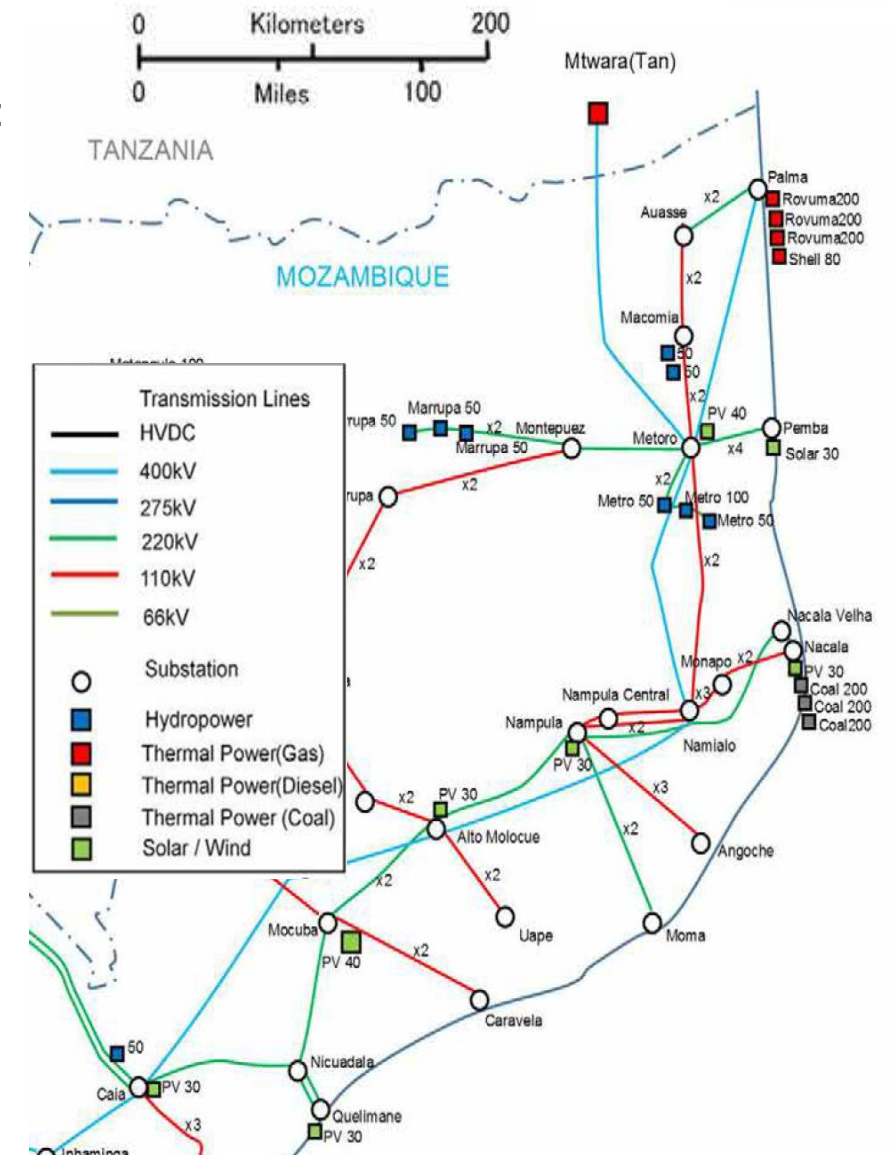 0 Kilometers 200
0 Miles 100
Mtwara(Tan)
TANZANIA
Palma
x2
Rovuma200
Auasse
Rovuma200
Rovuma200
Shell 80
MOZAMBIQUE
x2
Macomia
50
50
x2
Transmission Lines
HVDC
400kV
275kV
220kV
110kV
66kV
Substation
Hydropower
Thermal Power(Gas)
Thermal Power(Diesel)
Thermal Power (Coal)
Solar / Wind
Marrupa 50
rrupa 50
x2
Montepuez
Marrupa 50
Metoro
PV 40
Pemba
x4
Solar 30
rupa
x2
x2
Metro 50
Metro 100
Metro 50
x2
x2
Nacala Velha
Nacala
Monapo
x2
PV 30
Coal 200
Coal 200
Coal200
Nampula Central
x3
Nampula
x2
Namialo
PV 30
x3
x2
PV 30
x2
Alto Molocue
Angoche
x2
x2
Uape
Moma
Mocuba
PV 40
x2
Caravela
50
Nicuadala
Caia
PV 30
Quelimane
PV 30
x3
Inhaminga